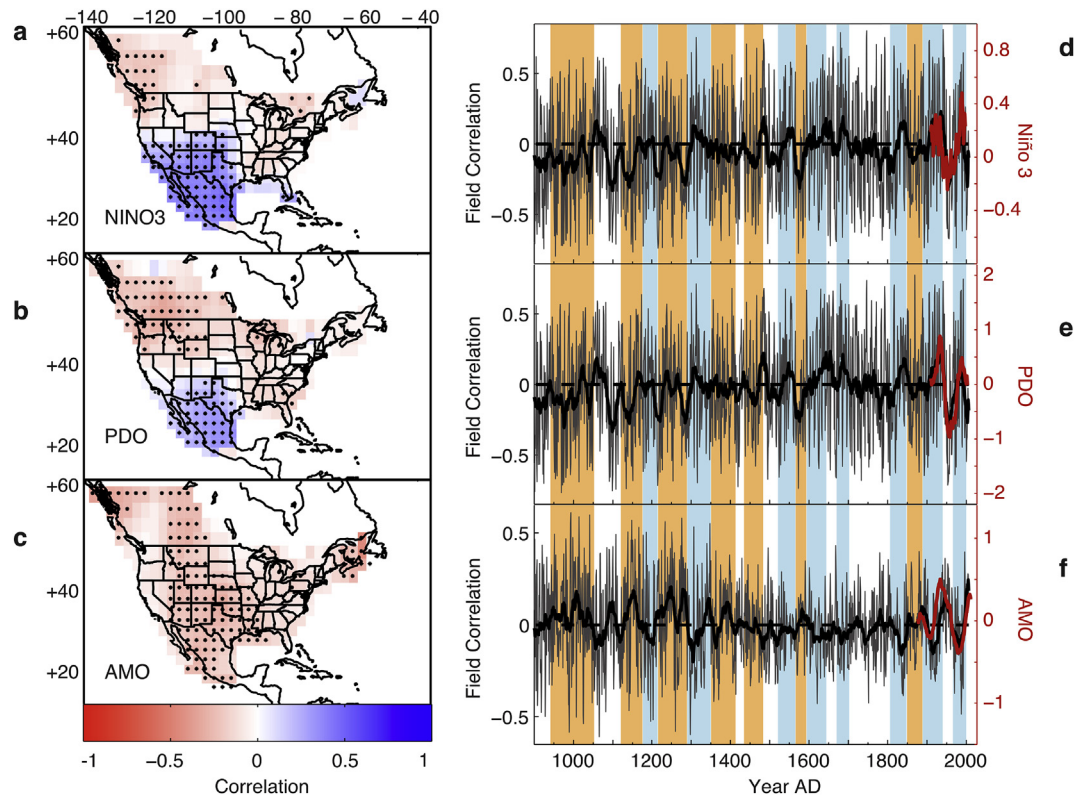 −140 −120 −100 −80 −60 −40
a
+60
+40
+20
NINO3
b
+60
+40
+20
PDO
c
+60
+40
+20
AMO
-1 −0.5 0 0.5 1
Correlation
d
0.5
0
−0.5
Field Correlation
0.8
0.4
0
−0.4
Niño 3
e
0.5
0
−0.5
Field Correlation
2
1
0
−1
−2
PDO
f
0.5
0
−0.5
Field Correlation
1
0
−1
AMO
1000 1200 1400 1600 1800 2000
Year AD